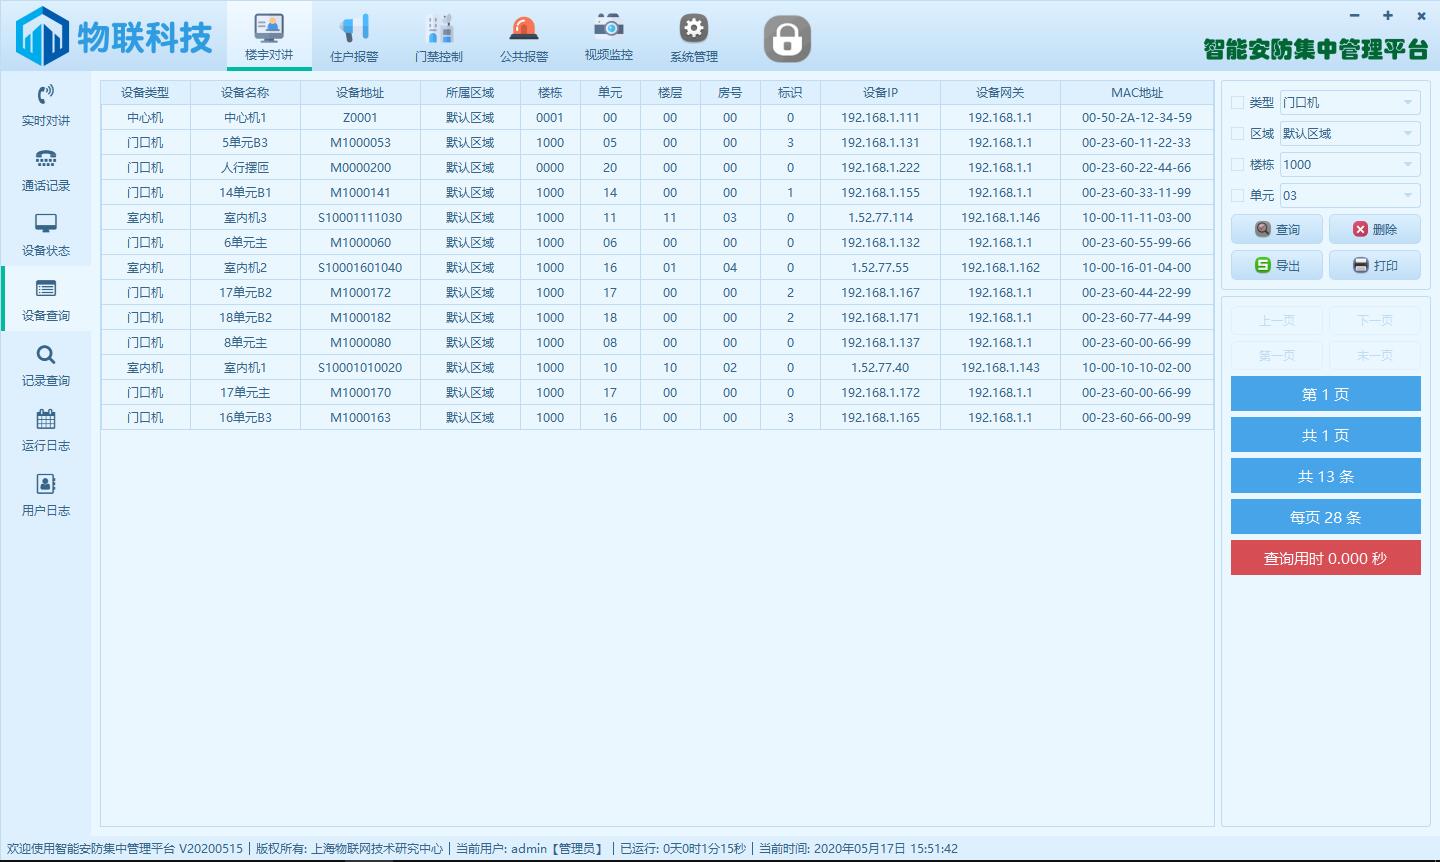 物联科技
楼宇对讲 住户报警 门禁控制 公共报警 视频监控 系统管理
智能安防集中管理平台
实时对讲
通话记录
设备状态
设备查询
记录查询
运行日志
用户日志
设备类型 设备名称 设备地址 所属区域 楼栋 单元 楼层 房号 标识 设备IP 设备网关 MAC地址
中心机 中心机1 Z0001 默认区域 0001 00 00 00 0 192.168.1.111 192.168.1.1 00-50-2A-12-34-59
门口机 5单元B3 M1000053 默认区域 1000 05 00 00 3 192.168.1.131 192.168.1.1 00-23-60-11-22-33
门口机 人行摆匝 M0000200 默认区域 0000 20 00 00 0 192.168.1.222 192.168.1.1 00-23-60-22-44-66
门口机 14单元B1 M1000141 默认区域 1000 14 00 00 1 192.168.1.155 192.168.1.1 00-23-60-33-11-99
室内机 室内机3 S10001111030 默认区域 1000 11 11 03 0 1.52.77.114 192.168.1.146 10-00-11-11-03-00
门口机 6单元主 M1000060 默认区域 1000 06 00 00 0 192.168.1.132 192.168.1.1 00-23-60-55-99-66
室内机 室内机2 S10001601040 默认区域 1000 16 01 04 0 1.52.77.55 192.168.1.162 10-00-16-01-04-00
门口机 17单元B2 M1000172 默认区域 1000 17 00 00 2 192.168.1.167 192.168.1.1 00-23-60-44-22-99
门口机 18单元B2 M1000182 默认区域 1000 18 00 00 2 192.168.1.171 192.168.1.1 00-23-60-77-44-99
门口机 8单元主 M1000080 默认区域 1000 08 00 00 0 192.168.1.137 192.168.1.1 00-23-60-00-66-99
室内机 室内机1 S10001010020 默认区域 1000 10 10 02 0 1.52.77.40 192.168.1.143 10-00-10-10-02-00
门口机 17单元主 M1000170 默认区域 1000 17 00 00 0 192.168.1.172 192.168.1.1 00-23-60-00-66-99
门口机 16单元B3 M1000163 默认区域 1000 16 00 00 3 192.168.1.165 192.168.1.1 00-23-60-66-00-99
类型 门口机
区域 默认区域
楼栋 1000
单元 03
查询 删除
导出 打印
上一页 下一页
第一页 末一页
第 1 页
共 1 页
共 13 条
每页 28 条
查询用时 0.000 秒
欢迎使用智能安防集中管理平台 V20200515 | 版权所有: 上海物联网技术研究中心 | 当前用户: admin【管理员】 | 已运行: 0天0时1分15秒 | 当前时间: 2020年05月17日 15:51:42